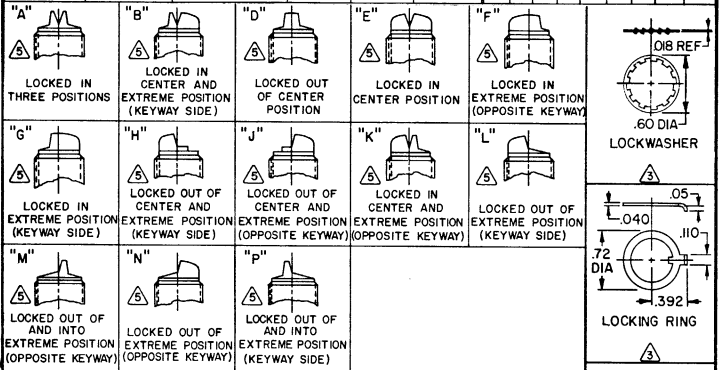 "A"
5
LOCKED IN
THREE POSITIONS
"B"
5
LOCKED IN
CENTER AND
EXTREME POSITION
(KEYWAY SIDE)
"D"
5
LOCKED OUT
OF CENTER
POSITION
"E"
5
LOCKED IN
CENTER POSITION
"F"
5
LOCKED IN
EXTREME POSITION
(OPPOSITE KEYWAY)
.018 REF
.60 DIA
LOCKWASHER
3
"G"
5
LOCKED IN
EXTREME POSITION
(KEYWAY SIDE)
"H"
5
LOCKED OUT OF
CENTER AND
EXTREME POSITION
(KEYWAY SIDE)
"J"
5
LOCKED OUT OF
CENTER AND
EXTREME POSITION
(OPPOSITE KEYWAY)
"K"
5
LOCKED IN
CENTER AND
EXTREME POSITION
(OPPOSITE KEYWAY)
"L"
5
LOCKED OUT OF
EXTREME POSITION
(KEYWAY SIDE)
.05
.040
.110
.72
DIA
.392
LOCKING RING
3
"M"
5
LOCKED OUT OF
AND INTO
EXTREME POSITION
(OPPOSITE KEYWAY)
"N"
5
LOCKED OUT OF
EXTREME POSITION
(OPPOSITE KEYWAY)
"P"
5
LOCKED OUT OF
AND INTO
EXTREME POSITION
(KEYWAY SIDE)